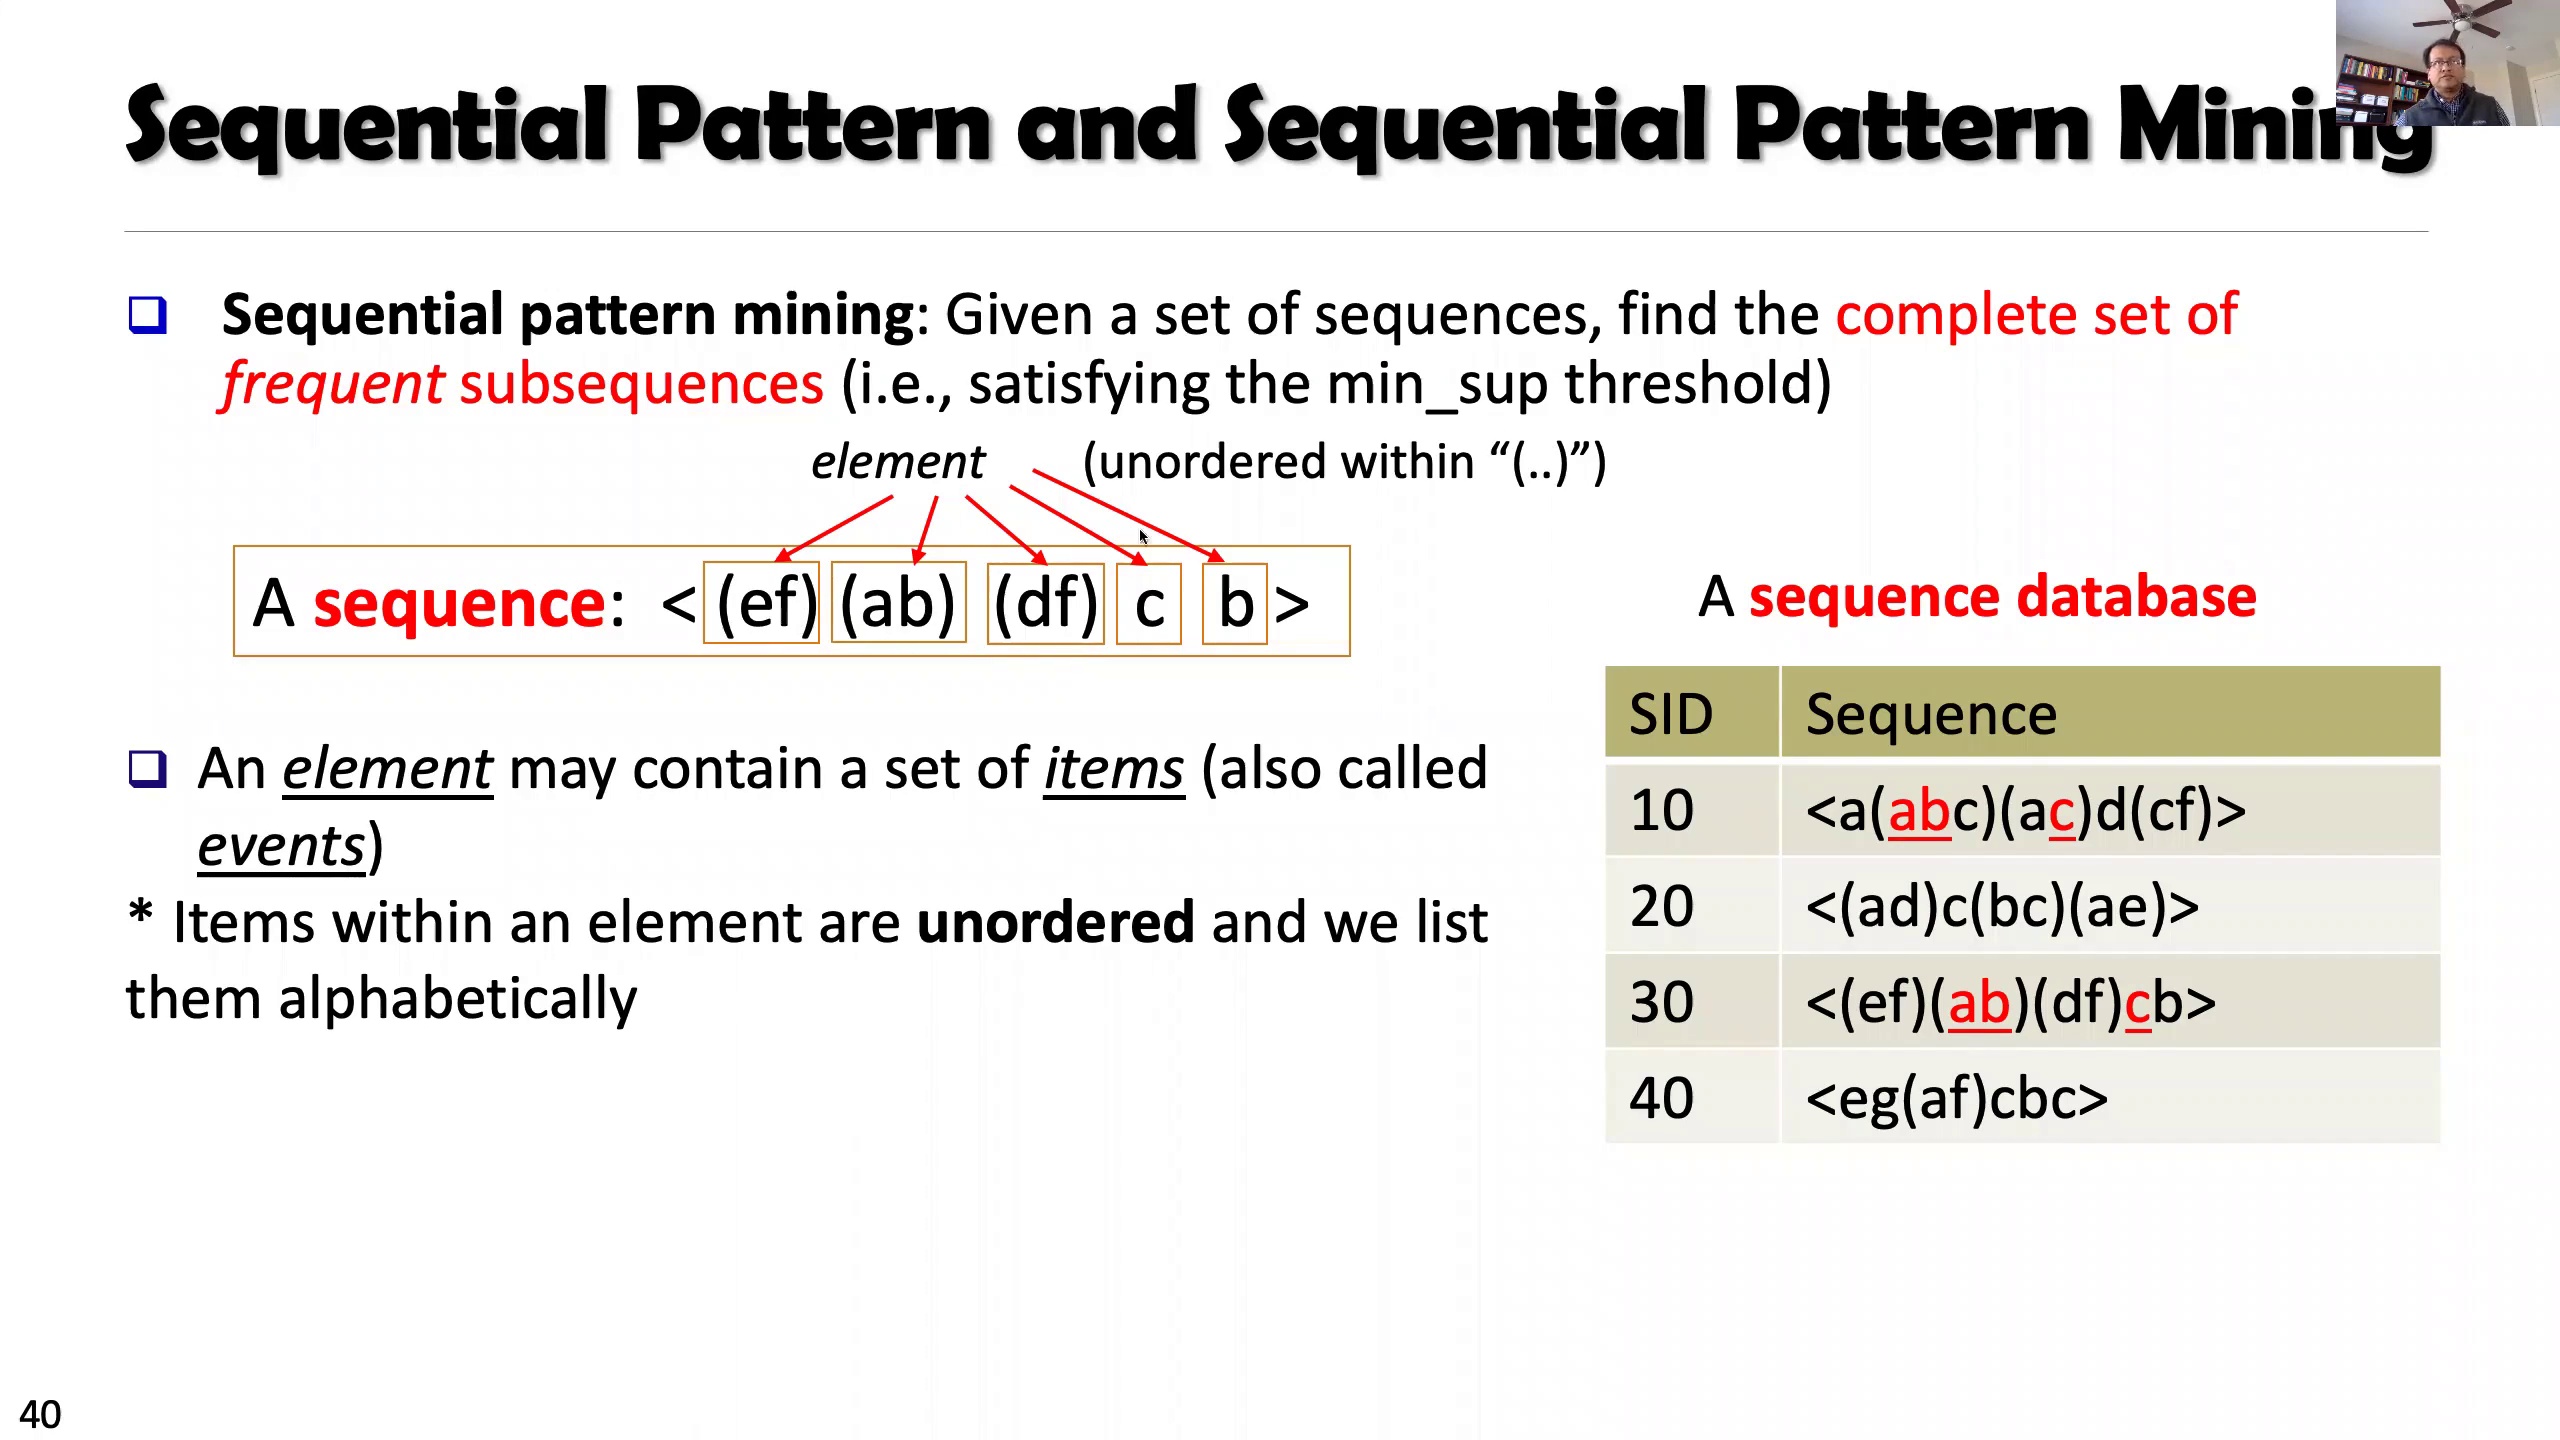 Sequential Pattern and Sequential Pattern Mining
❑ Sequential pattern mining: Given a set of sequences, find the complete set of
frequent subsequences (i.e., satisfying the min_sup threshold)
element (unordered within “(..)”)
A sequence: < (ef) (ab) (df) c b >
❑ An element may contain a set of items (also called
events)
* Items within an element are unordered and we list
them alphabetically
A sequence database
SID Sequence
10 <a(abc)(ac)d(cf)>
20 <(ad)c(bc)(ae)>
30 <(ef)(ab)(df)cb>
40 <eg(af)cbc>
40